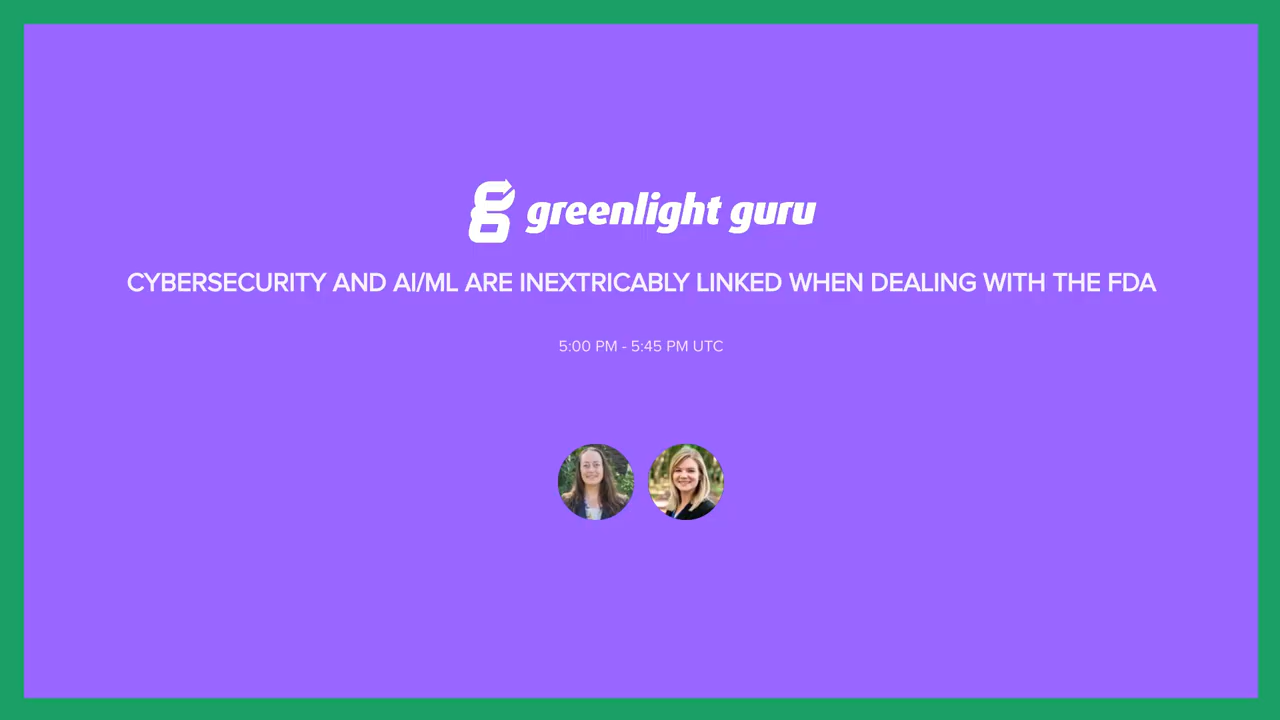 greenlight guru
CYBERSECURITY AND AI/ML ARE INEXTRICABLY LINKED WHEN DEALING WITH THE FDA
5:00 PM - 5:45 PM UTC